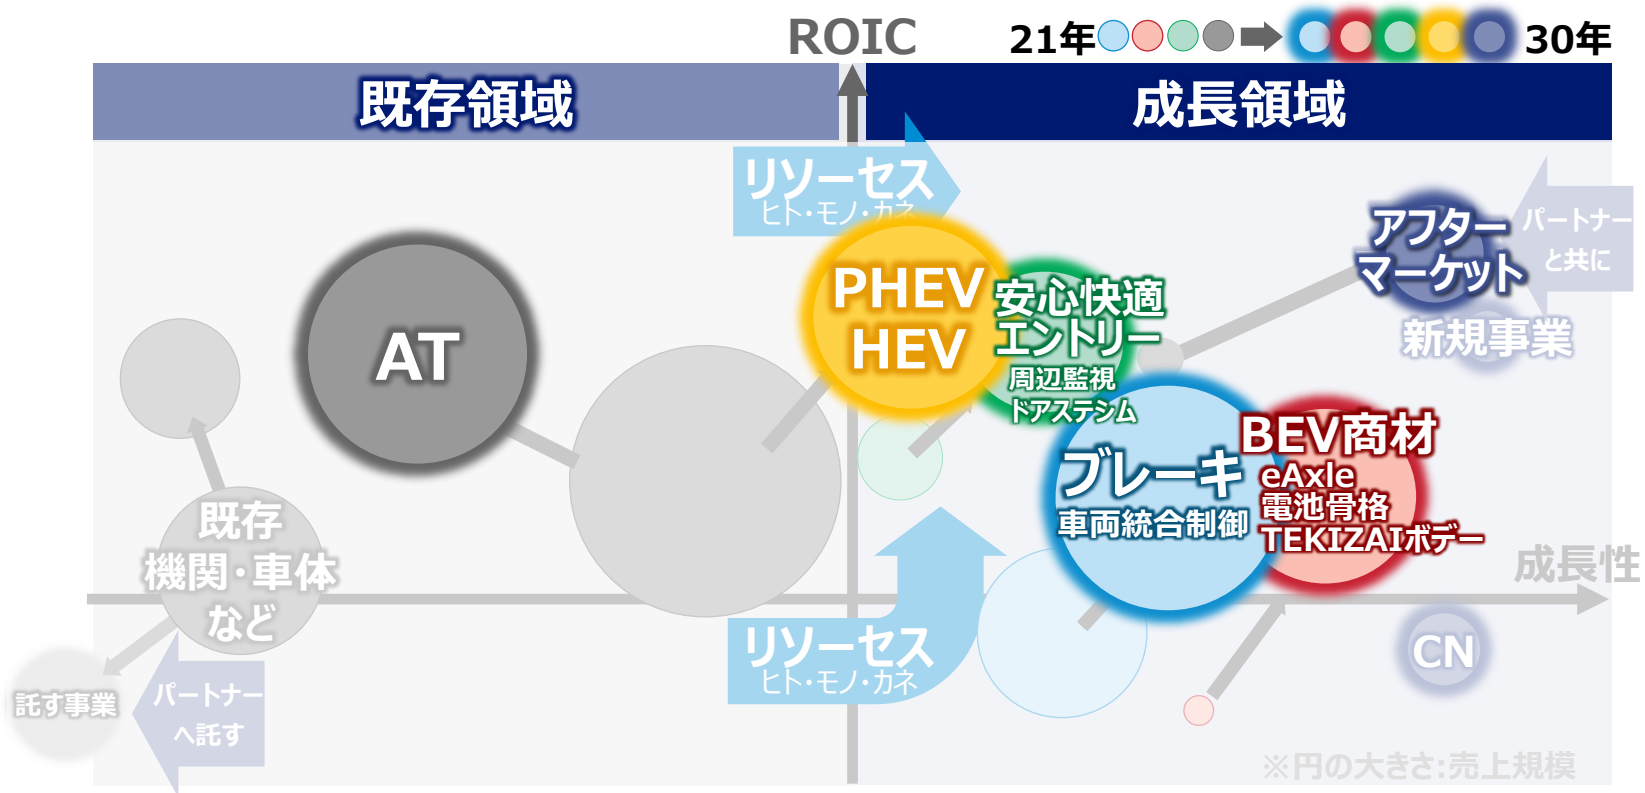 ROIC
21年
30年
既存領域
成長領域
リソーセス
ヒト・モノ・カネ
アフター
マーケット
パートナー
と共に
新規事業
PHEV
HEV
安心快適
エントリー
周辺監視
ドアステシム
AT
BEV商材
eAxle
電池骨格
TEKIZAIボデー
ブレーキ
車両統合制御
既存
機関・車体
など
成長性
リソーセス
ヒト・モノ・カネ
CN
託す事業
パートナー
へ託す
※円の大きさ:売上規模